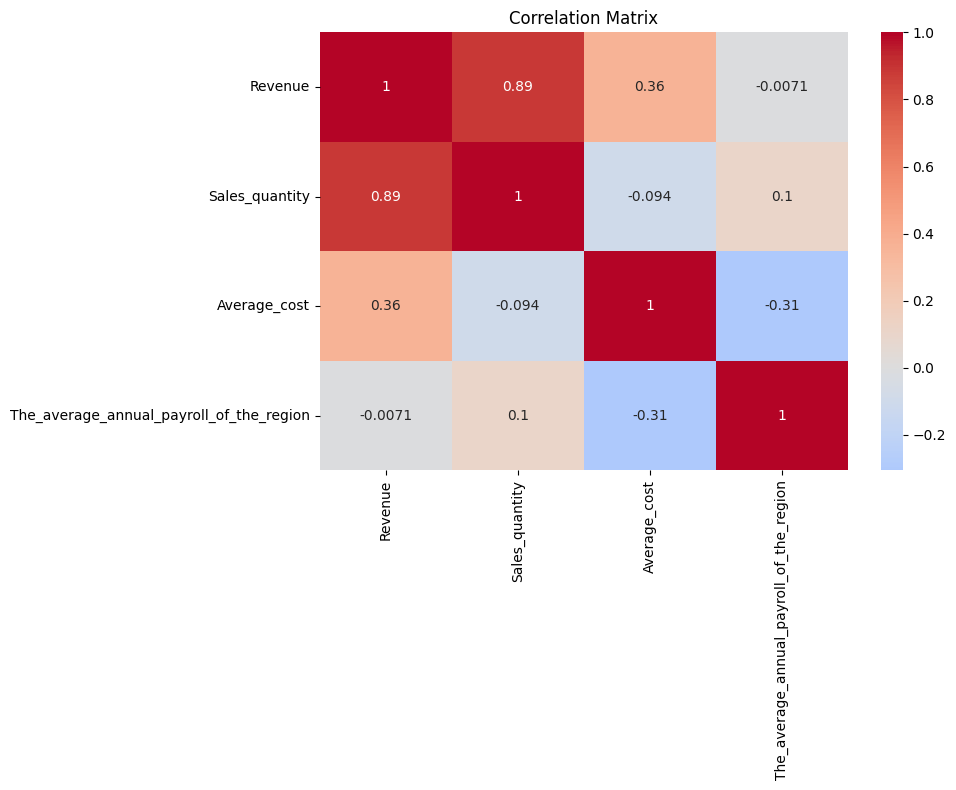 Correlation Matrix
Revenue 1 0.89 0.36 -0.0071
Sales_quantity 0.89 1 -0.094 0.1
Average_cost 0.36 -0.094 1 -0.31
The_average_annual_payroll_of_the_region -0.0071 0.1 -0.31 1
Revenue
Sales_quantity
Average_cost
The_average_annual_payroll_of_the_region
1.0
0.8
0.6
0.4
0.2
0.0
−0.2